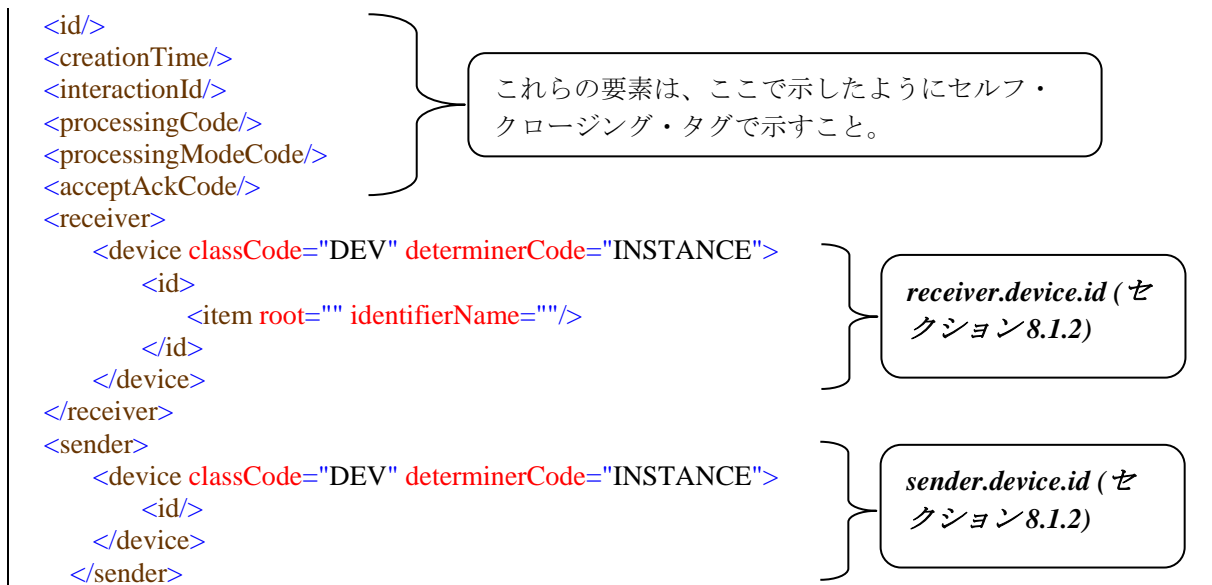 <id/>
<creationTime/>
<interactionId/>
<processingCode/>
<processingModeCode/>
<acceptAckCode/>
これらの要素は、ここで示したようにセルフ・
クロージング・タグで示すこと。
<receiver>
<device classCode="DEV" determinerCode="INSTANCE">
<id>
<item root="" identifierName=""/>
</id>
</device>
</receiver>
receiver.device.id (セ
クション 8.1.2)
<sender>
<device classCode="DEV" determinerCode="INSTANCE">
<id/>
</device>
</sender>
sender.device.id (セ
クション 8.1.2)